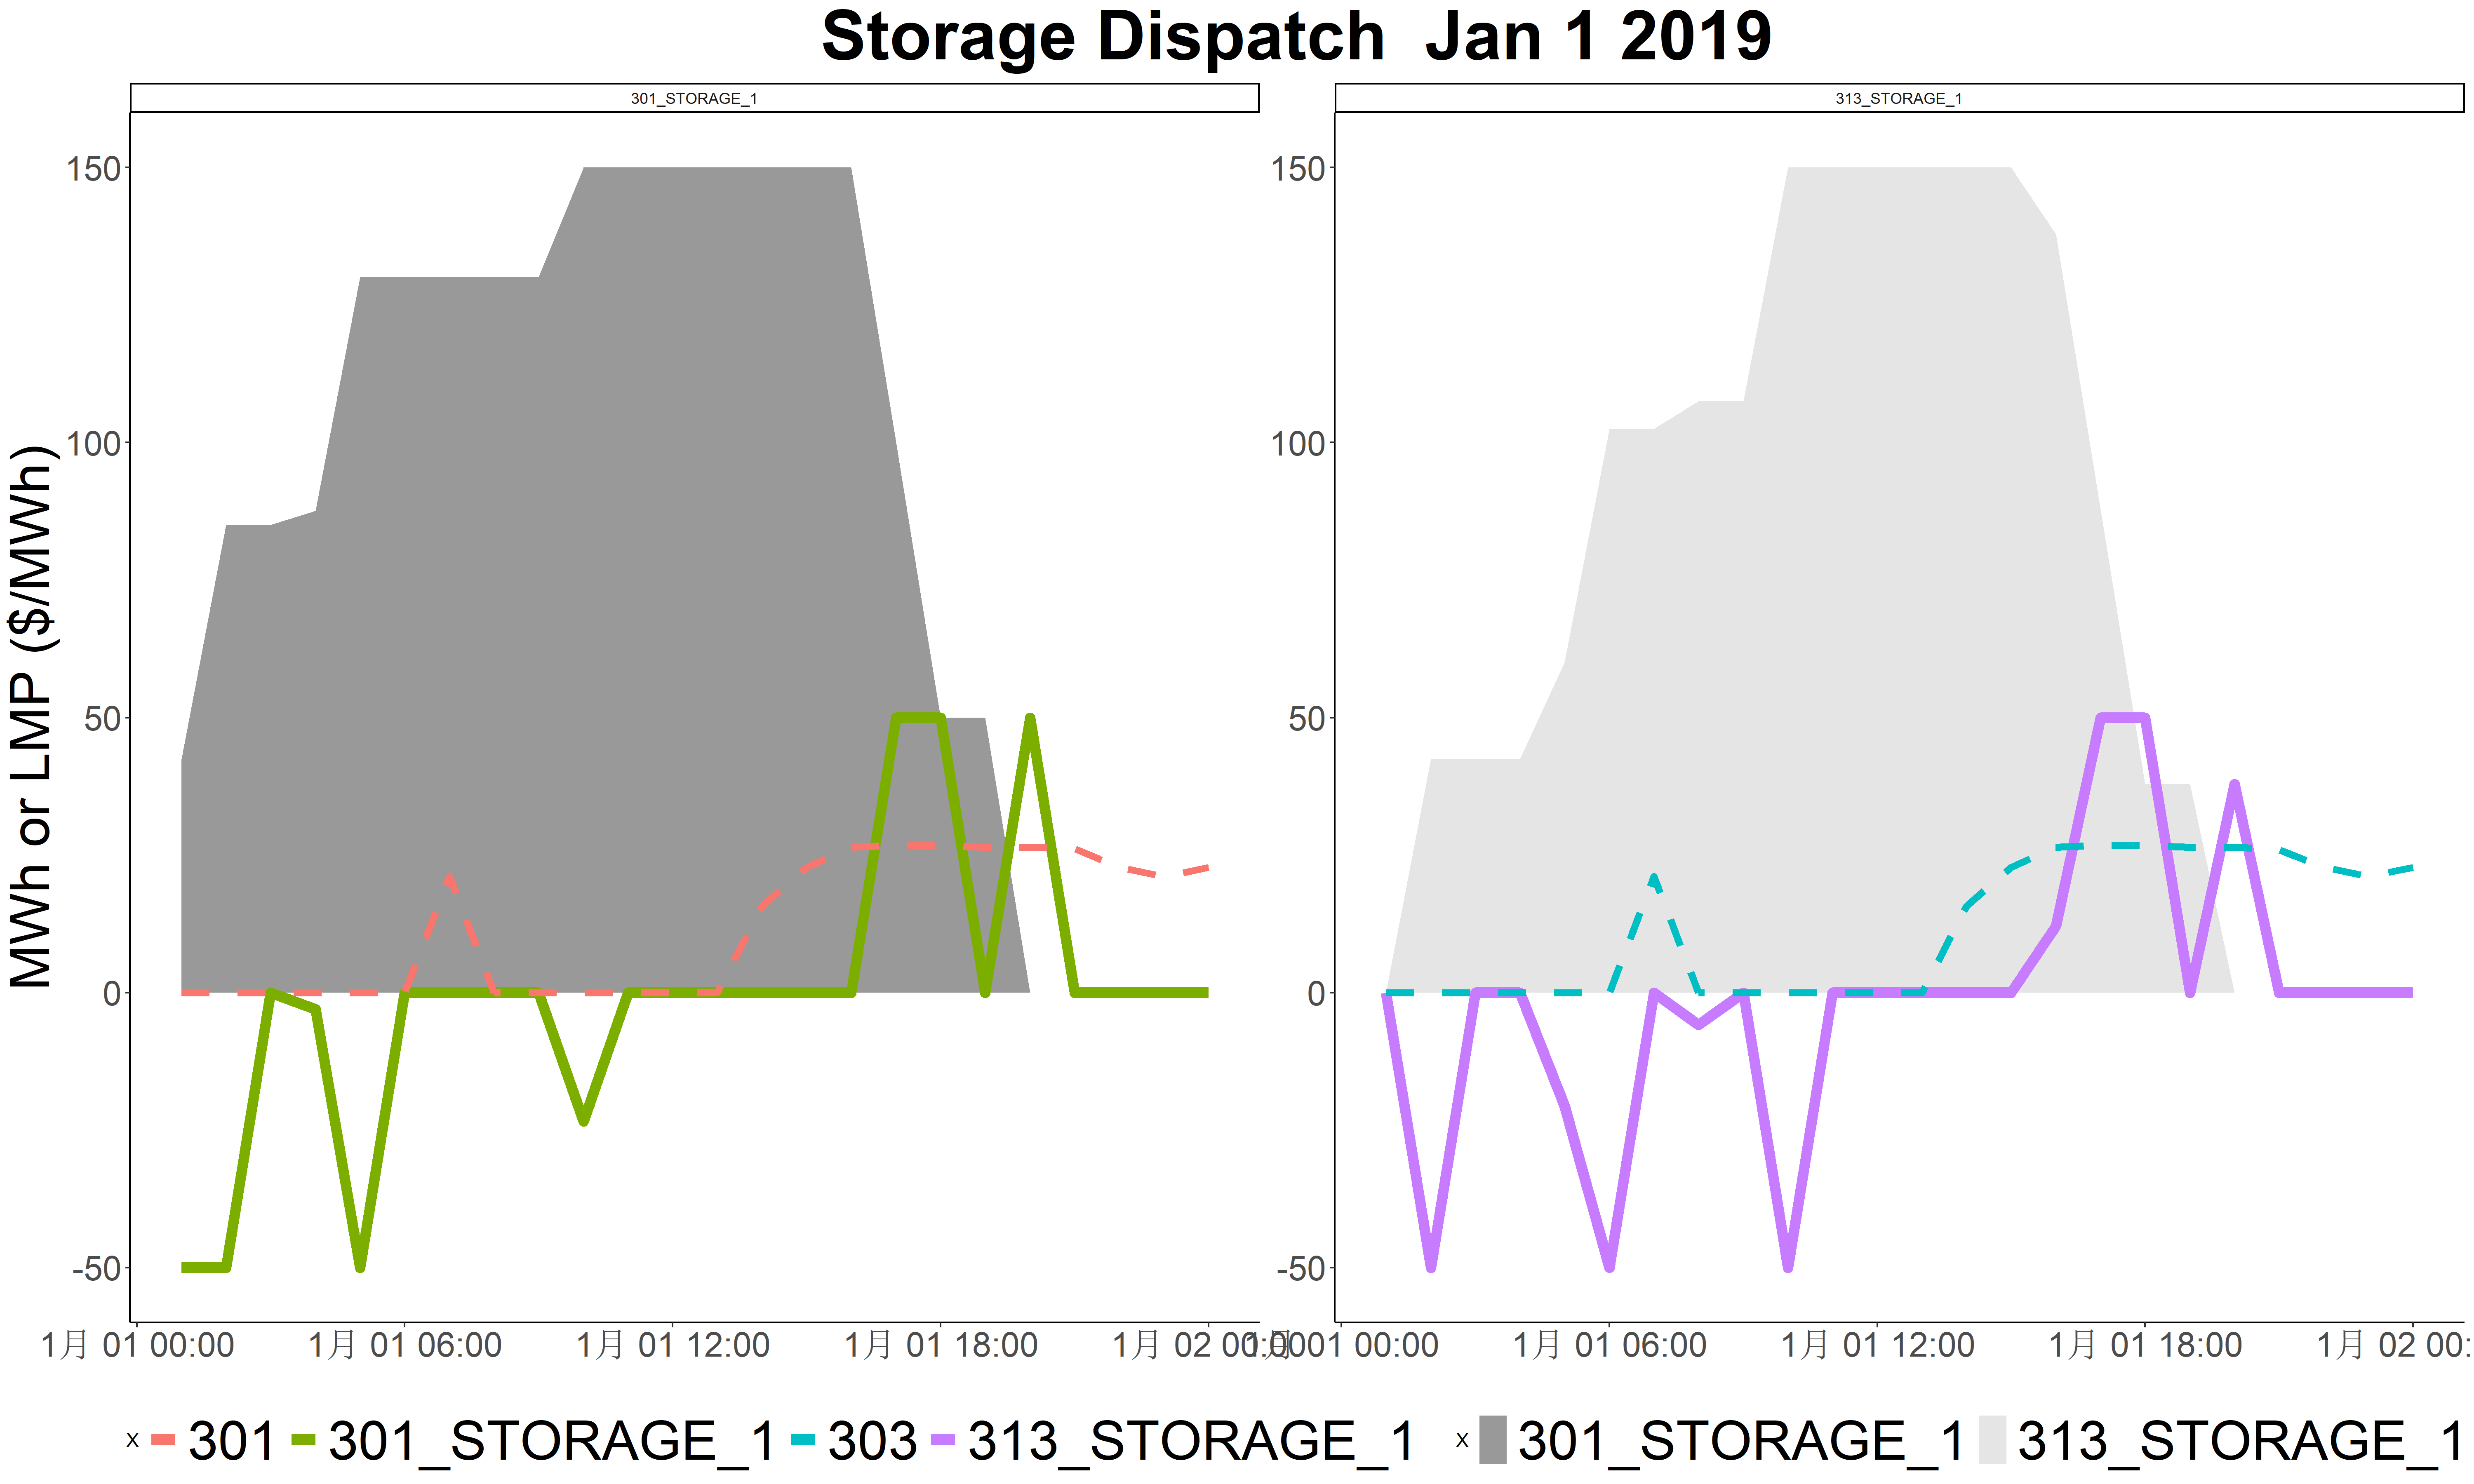 Storage Dispatch  Jan 1 2019
301_STORAGE_1
313_STORAGE_1
MWh or LMP ($/MWh)
150
100
50
0
-50
150
100
50
0
-50
1月 01 00:00
1月 01 06:00
1月 01 12:00
1月 01 18:00
1月 02 00:00
1月 01 00:00
1月 01 06:00
1月 01 12:00
1月 01 18:00
1月 02 00:
x 301 301_STORAGE_1 303 313_STORAGE_1 x 301_STORAGE_1 313_STORAGE_1